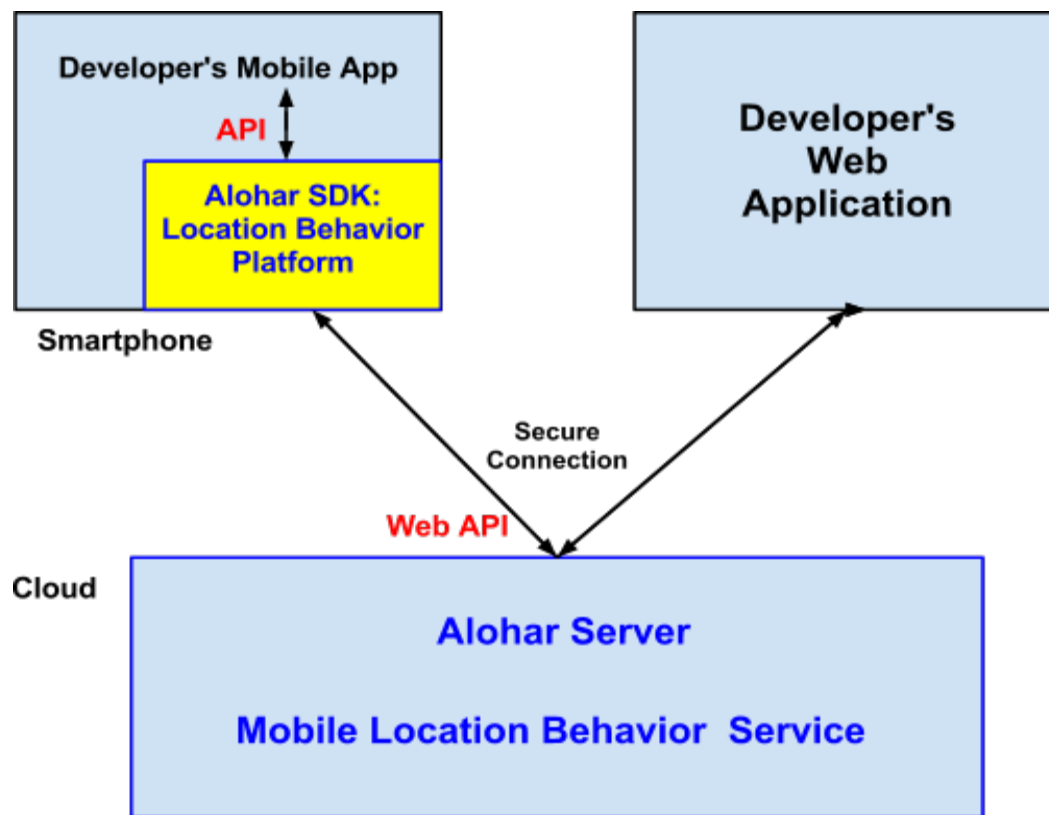 Developer's Mobile App
API
Alohar SDK:
Location Behavior
Platform
Smartphone
Developer's
Web
Application
Secure
Connection
Web API
Cloud
Alohar Server
Mobile Location Behavior Service